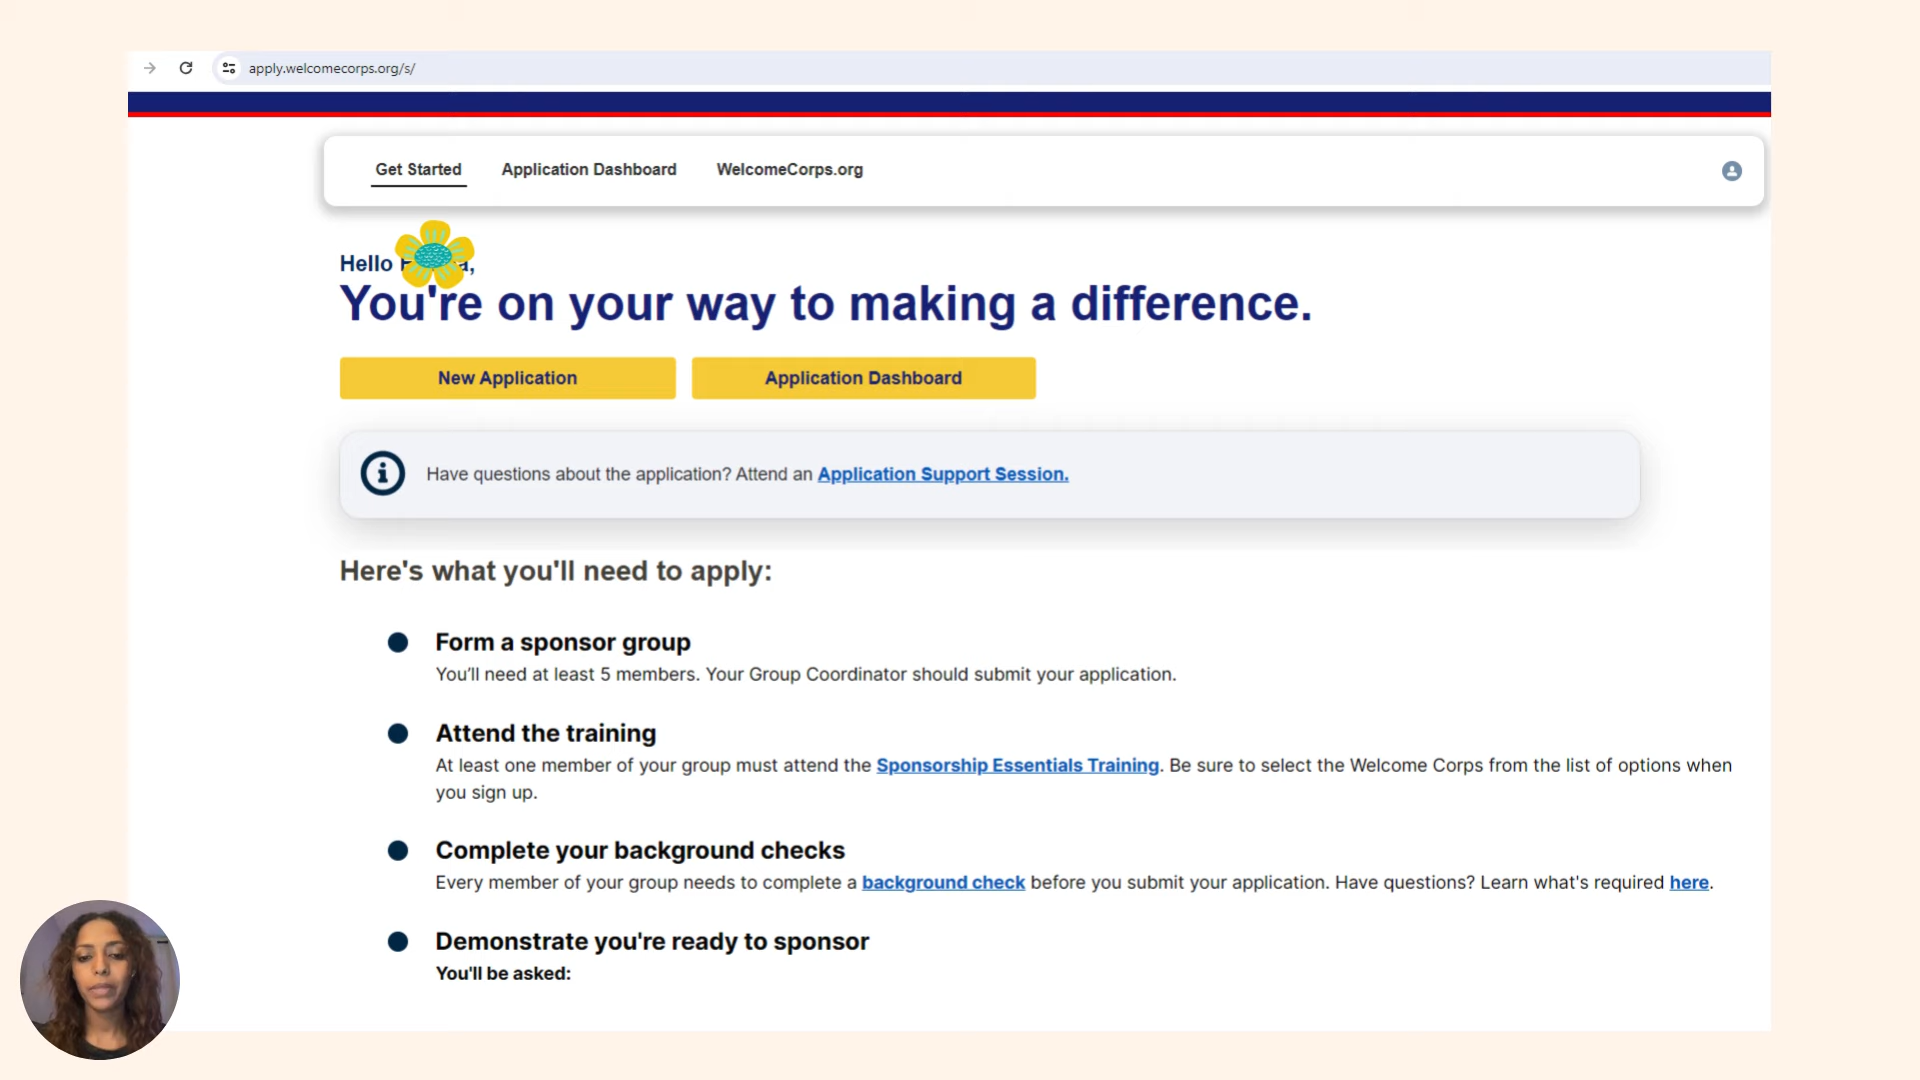 apply.welcomecorps.org/s/
Get Started
Application Dashboard
WelcomeCorps.org
Hello
You're on your way to making a difference.
New Application
Application Dashboard
Have questions about the application? Attend an Application Support Session.
Here's what you'll need to apply:
Form a sponsor group
You’ll need at least 5 members. Your Group Coordinator should submit your application.
Attend the training
At least one member of your group must attend the Sponsorship Essentials Training. Be sure to select the Welcome Corps from the list of options when
you sign up.
Complete your background checks
Every member of your group needs to complete a background check before you submit your application. Have questions? Learn what's required here.
Demonstrate you're ready to sponsor
You'll be asked: